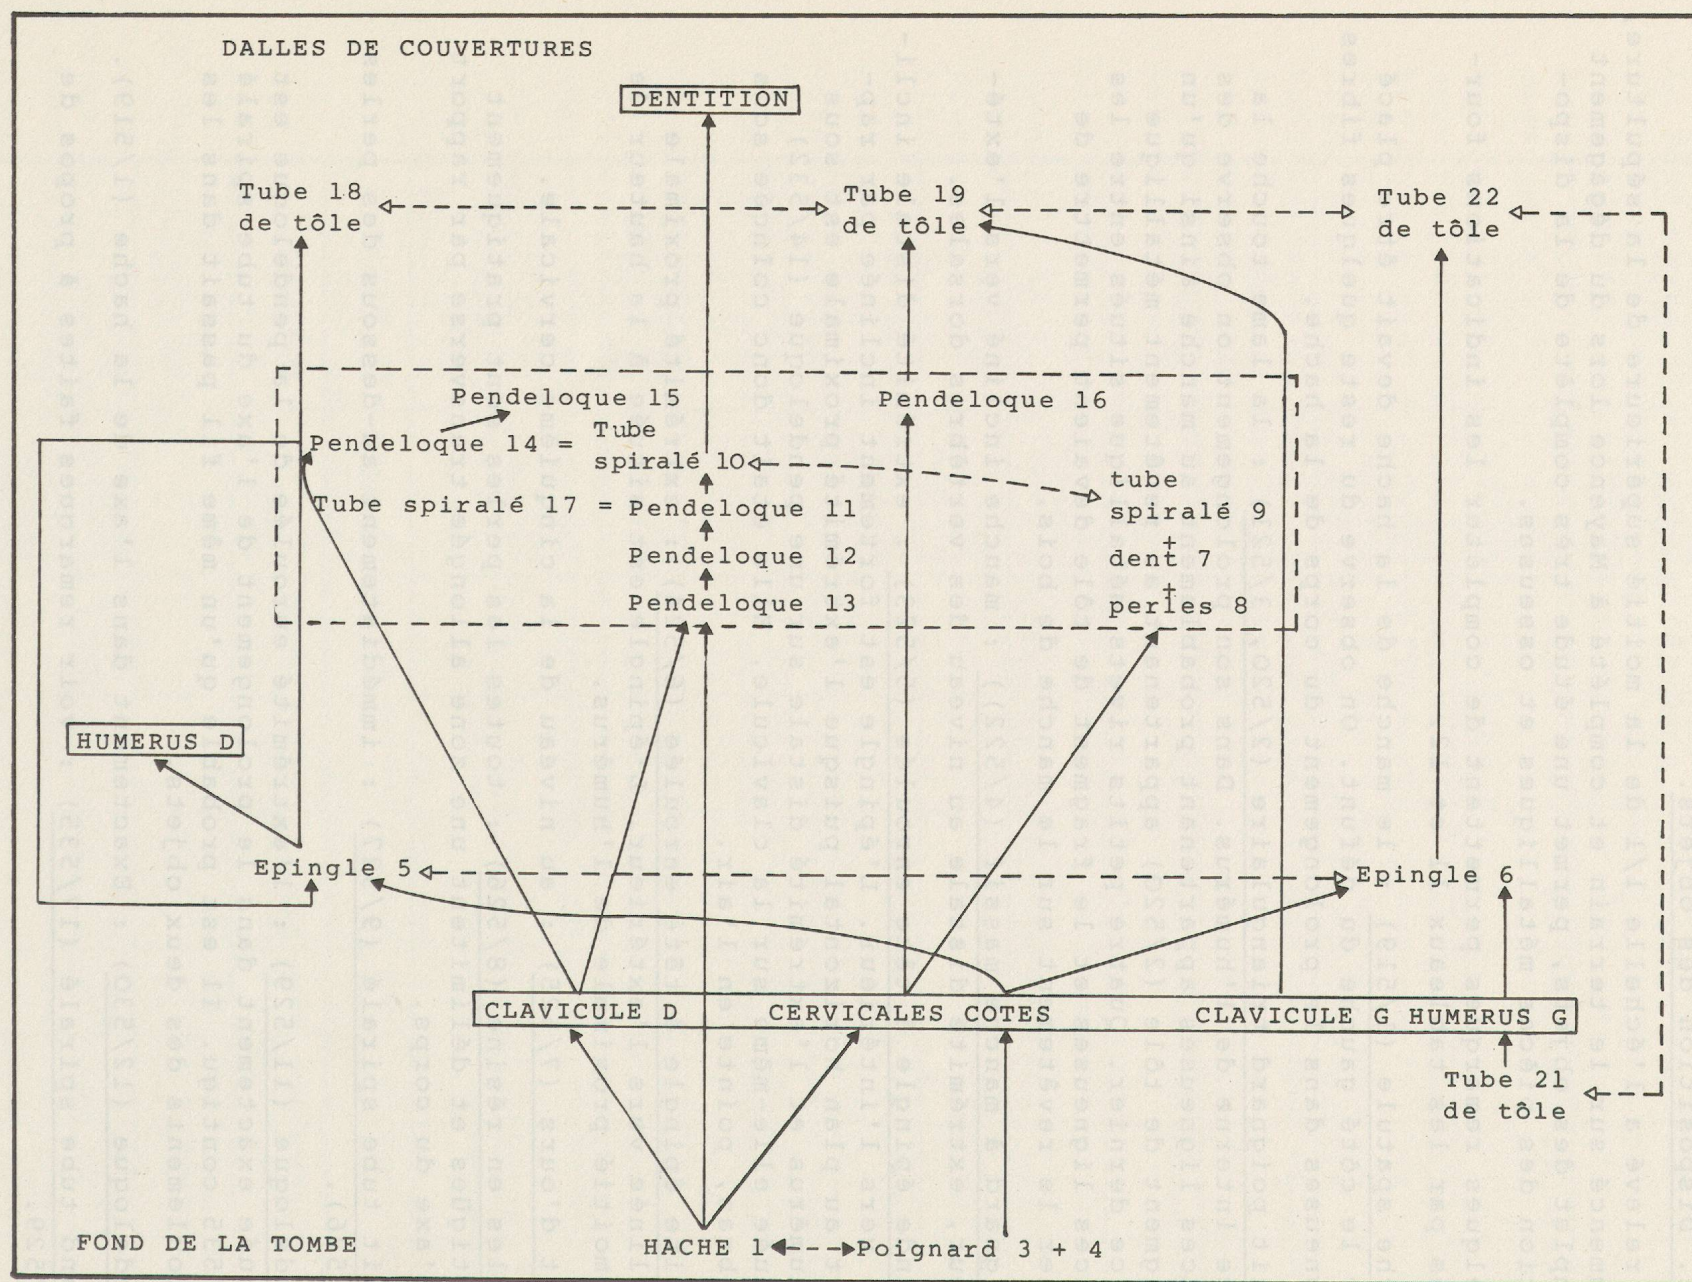 DALLES DE COUVERTURES
DENTITION
Tube 18
de tôle
Tube 19
de tôle
Tube 22
de tôle
Pendeloque 15
Pendeloque 16
Pendeloque 14 = Tube
spiralé 10
tube
spiralé 9
+
dent 7
+
perles 8
Tube spiralé 17 = Pendeloque 11
Pendeloque 12
Pendeloque 13
HUMERUS D
Epingle 5
Epingle 6
CLAVICULE D
CERVICALES COTES
CLAVICULE G HUMERUS G
Tube 21
de tôle
FOND DE LA TOMBE
HACHE 1
Poignard 3 + 4